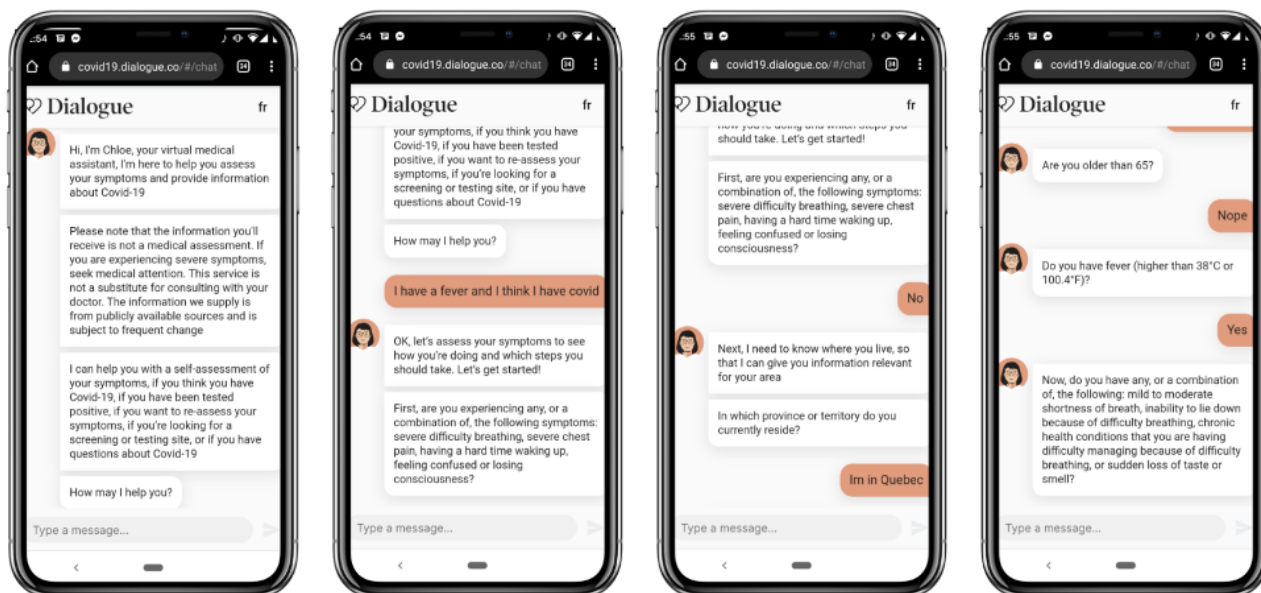 :54
covid19.dialogue.co/#/chat
34
Dialogue
fr
Hi, I'm Chloe, your virtual medical
assistant, I'm here to help you assess
your symptoms and provide information
about Covid-19
Please note that the information you'll
receive is not a medical assessment. If
you are experiencing severe symptoms,
seek medical attention. This service is
not a substitute for consulting with your
doctor. The information we supply is
from publicly available sources and is
subject to frequent change
I can help you with a self-assessment of
your symptoms, if you think you have
Covid-19, if you have been tested
positive, if you want to re-assess your
symptoms, if you're looking for a
screening or testing site, or if you have
questions about Covid-19
How may I help you?
Type a message...
:54
covid19.dialogue.co/#/chat
34
Dialogue
fr
your symptoms, if you think you have
Covid-19, if you have been tested
positive, if you want to re-assess your
symptoms, if you're looking for a
screening or testing site, or if you have
questions about Covid-19
How may I help you?
I have a fever and I think I have covid
OK, let's assess your symptoms to see
how you're doing and which steps you
should take. Let's get started!
First, are you experiencing any, or a
combination of, the following symptoms:
severe difficulty breathing, severe chest
pain, having a hard time waking up,
feeling confused or losing
consciousness?
Type a message...
:55
covid19.dialogue.co/#/chat
34
Dialogue
fr
how you're doing and which steps you
should take. Let's get started!
First, are you experiencing any, or a
combination of, the following symptoms:
severe difficulty breathing, severe chest
pain, having a hard time waking up,
feeling confused or losing
consciousness?
No
Next, I need to know where you live, so
that I can give you information relevant
for your area
In which province or territory do you
currently reside?
Im in Quebec
Type a message...
:55
covid19.dialogue.co/#/chat
34
Dialogue
fr
Are you older than 65?
Nope
Do you have fever (higher than 38°C or
100.4°F)?
Yes
Now, do you have any, or a combination
of, the following: mild to moderate
shortness of breath, inability to lie down
because of difficulty breathing, chronic
health conditions that you are having
difficulty managing because of difficulty
breathing, or sudden loss of taste or
smell?
Type a message...